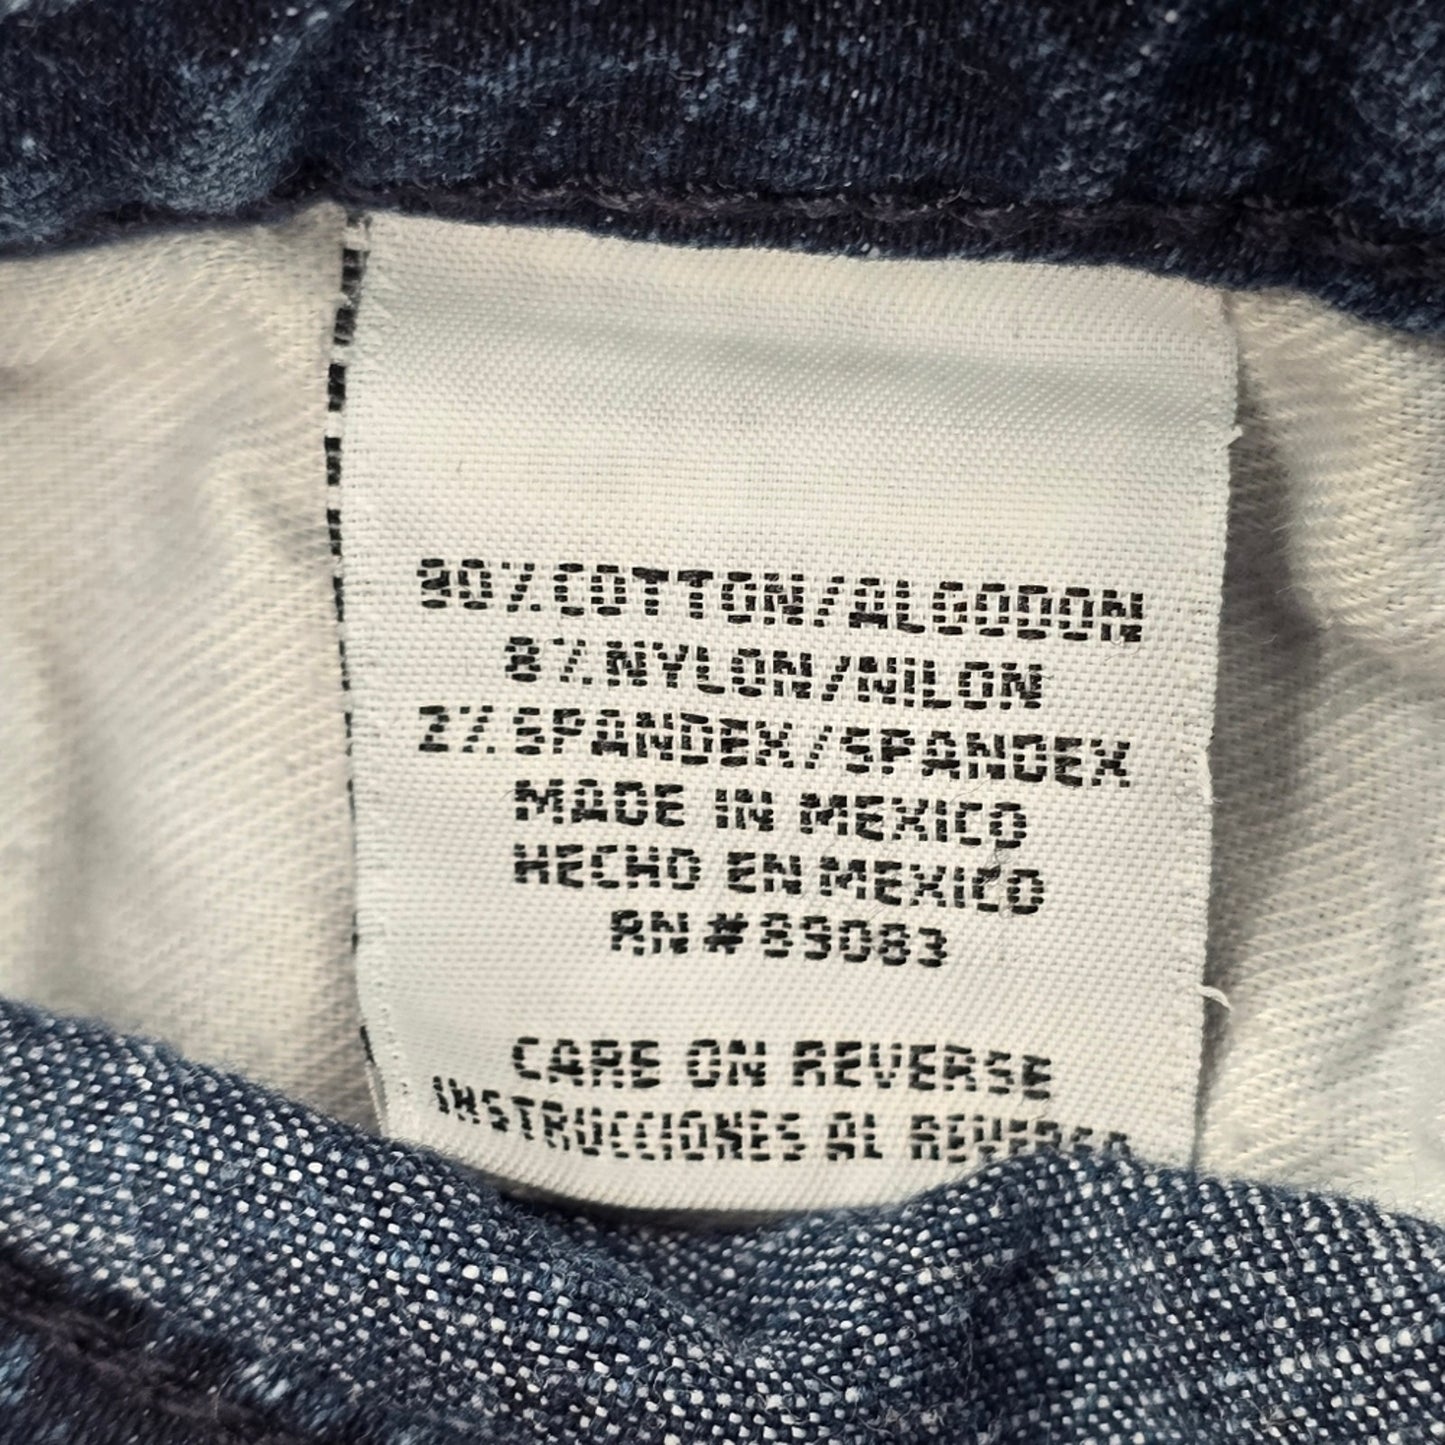 90% COTTON/ALGODON
8% NYLON/NILON
2% SPANDEX/SPANDEX
MADE IN MEXICO
HECHO EN MEXICO
RN#89083
CARE ON REVERSE
INSTRUCCIONES AL REVERSA